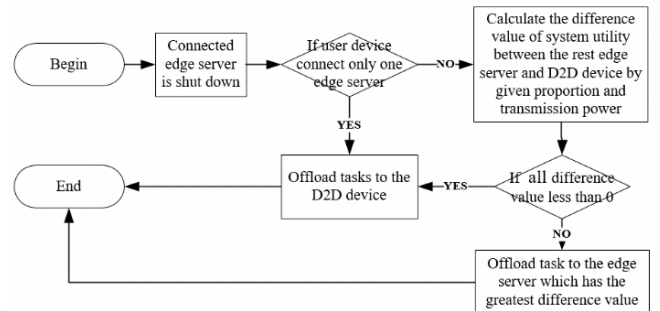 Begin
Connected
edge server
is shut down
If user device
connect only one
edge server
NO
Calculate the difference
value of system utility
between the rest edge
server and D2D device by
given proportion and
transmission power
YES
End
Offload tasks to the
D2D device
YES
If all difference
value less than 0
NO
Offload task to the edge
server which has the
greatest difference value